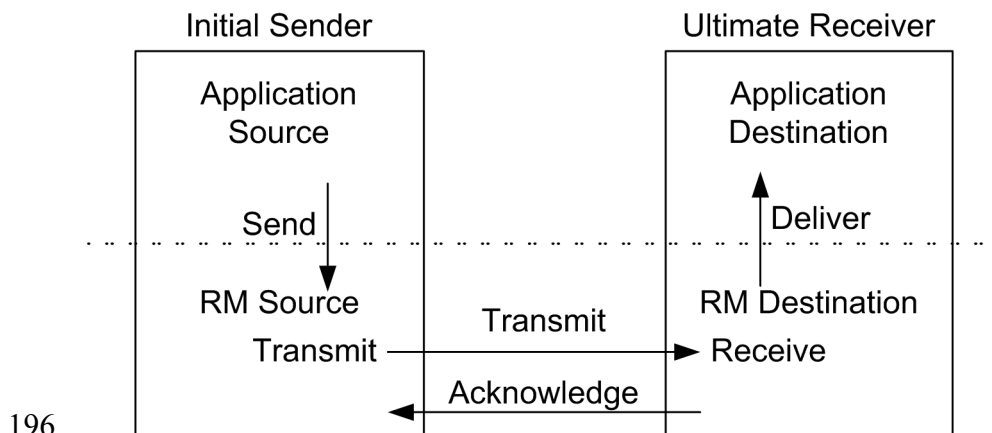 Initial Sender
Ultimate Receiver
Application
Source
Application
Destination
Send
Deliver
RM Source
RM Destination
Transmit
Transmit
Receive
Acknowledge
196